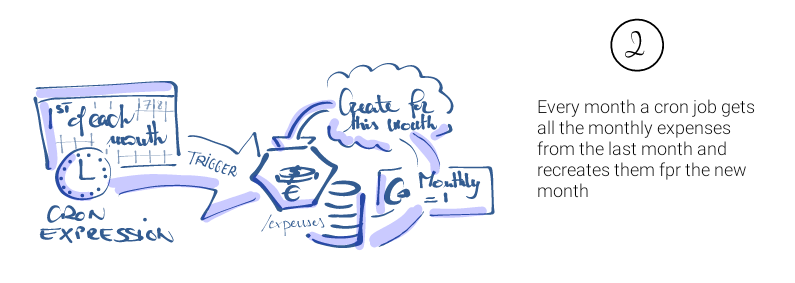 1ST of each
month
7 8
CRON
EXPRESSION
TRIGGER
Create for
this month
$
€
/expenses
Monthly
= 1
2
Every month a cron job gets
all the monthly expenses
from the last month and
recreates them fpr the new
month